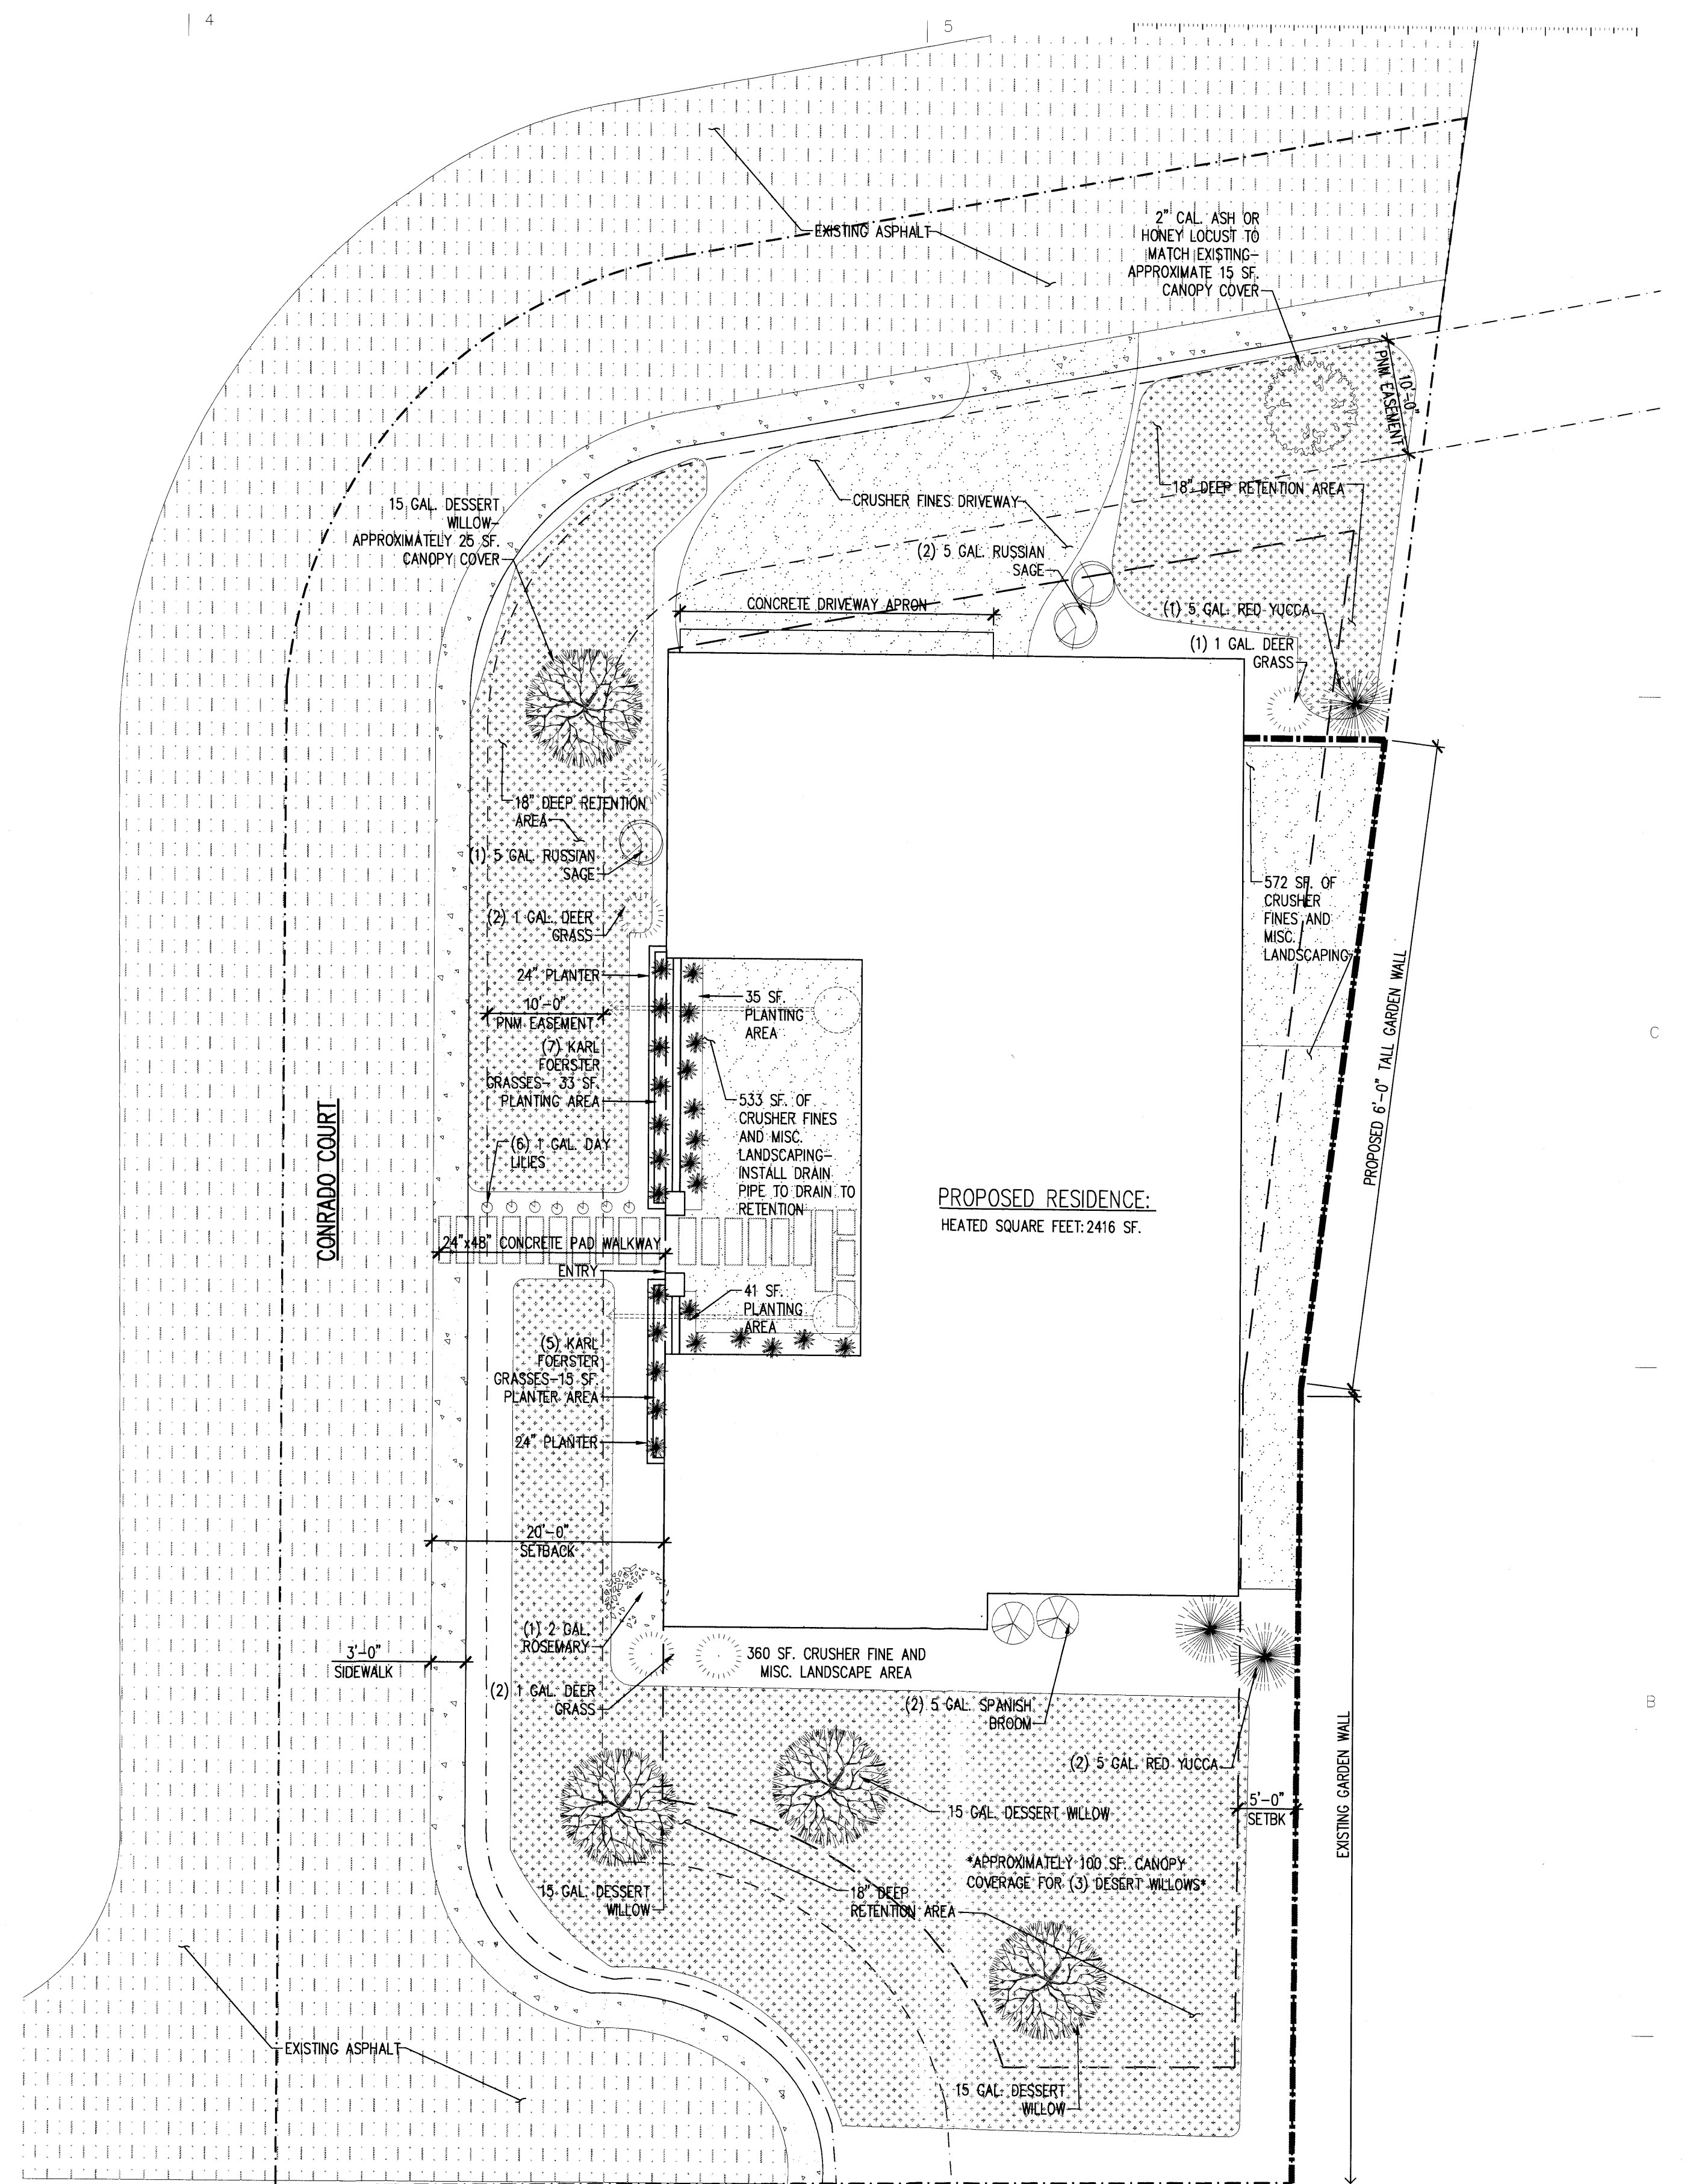 4
5
EXISTING ASPHALT
2" CAL. ASH OR
HONEY LOCUST TO
MATCH EXISTING-
APPROXIMATE 15 SF.
CANOPY COVER
10'-0"
PNM EASEMENT
15 GAL. DESSERT
WILLOW-
APPROXIMATELY 25 SF.
CANOPY COVER
CRUSHER FINES DRIVEWAY
18" DEEP RETENTION AREA
(2) 5 GAL. RUSSIAN
SAGE
CONCRETE DRIVEWAY APRON
(1) 5 GAL. RED YUCCA
(1) 1 GAL. DEER
GRASS
18" DEEP RETENTION
AREA
(1) 5 GAL. RUSSIAN
SAGE
(2) 1 GAL. DEER
GRASS
24" PLANTER
10'-0"
PNM EASEMENT
(7) KARL
FOERSTER
GRASSES- 33 SF.
PLANTING AREA
(6) 1 GAL. DAY
LILIES
35 SF.
PLANTING
AREA
533 SF. OF
CRUSHER FINES
AND MISC.
LANDSCAPING-
INSTALL DRAIN
PIPE TO DRAIN TO
RETENTION
572 SF. OF
CRUSHER
FINES AND
MISC.
LANDSCAPING
PROPOSED 6'-0" TALL GARDEN WALL
C
CONRADO COURT
PROPOSED RESIDENCE:
HEATED SQUARE FEET: 2416 SF.
24"x48" CONCRETE PAD WALKWAY
ENTRY
41 SF.
PLANTING
AREA
(5) KARL
FOERSTER
GRASSES-15 SF.
PLANTER AREA
24" PLANTER
20'-0"
SETBACK
(1) 2 GAL.
ROSEMARY
3'-0"
SIDEWALK
360 SF. CRUSHER FINE AND
MISC. LANDSCAPE AREA
(2) 1 GAL. DEER
GRASS
(2) 5 GAL. SPANISH
BROOM
(2) 5 GAL. RED YUCCA
B
EXISTING GARDEN WALL
5'-0"
SETBK
15 GAL. DESSERT WILLOW
*APPROXIMATELY 100 SF. CANOPY
COVERAGE FOR (3) DESERT WILLOWS*
15 GAL. DESSERT
WILLOW
18" DEEP
RETENTION AREA
EXISTING ASPHALT
15 GAL. DESSERT
WILLOW